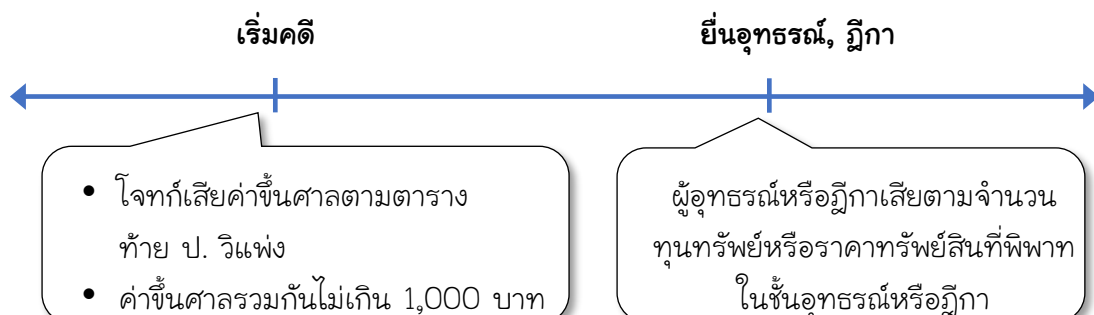 เริ่มคดี
ยื่นอุทธรณ์, ฎีกา
• โจทก์เสียค่าขึ้นศาลตามตาราง
ท้าย ป. วิแพ่ง
• ค่าขึ้นศาลรวมกันไม่เกิน 1,000 บาท
ผู้อุทธรณ์หรือฎีกาเสียตามจำนวน
ทุนทรัพย์หรือราคาทรัพย์สินที่พิพาท
ในชั้นอุทธรณ์หรือฎีกา